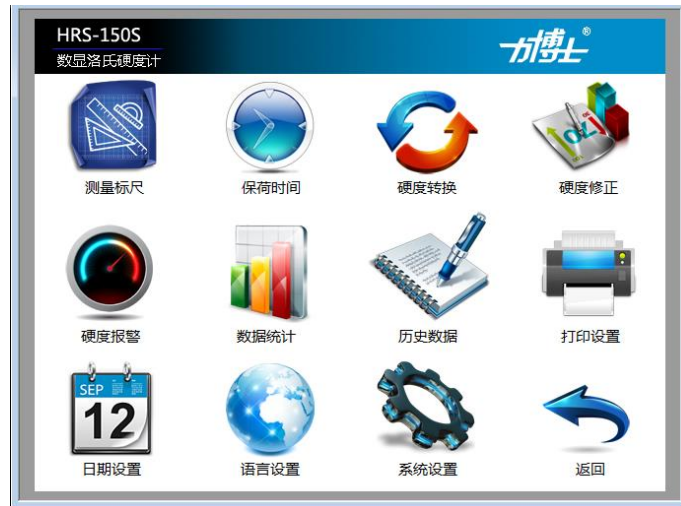 HRS-150S
数显洛氏硬度计
力博士®
测量标尺
保荷时间
硬度转换
硬度修正
硬度报警
数据统计
历史数据
打印设置
SEP
12
日期设置
语言设置
系统设置
返回